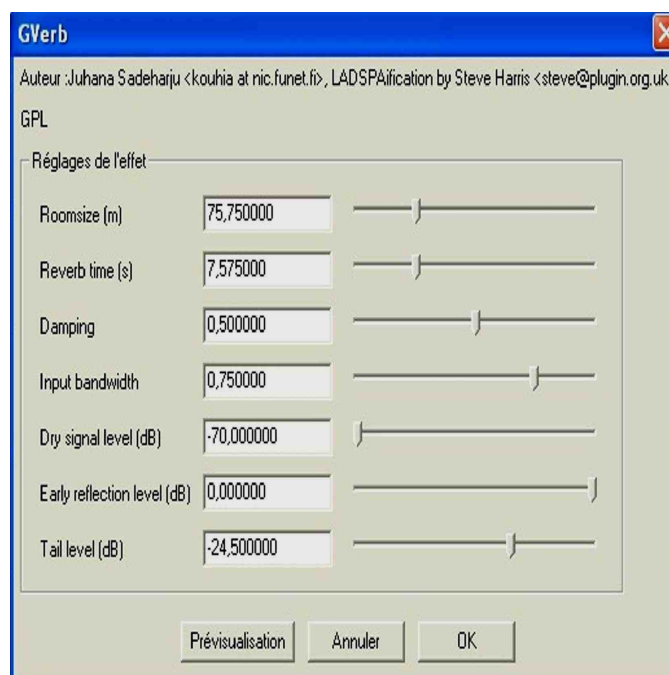 GVerb
Auteur :Juhana Sadeharju <kouhia at nic.funet.fi>, LADSPAification by Steve Harris <steve@plugin.org.uk
GPL
Réglages de l'effet
Roomsize (m) 75,750000
Reverb time (s) 7,575000
Damping 0,500000
Input bandwidth 0,750000
Dry signal level (dB) -70,000000
Early reflection level (dB) 0,000000
Tail level (dB) -24,500000
Prévisualisation Annuler OK